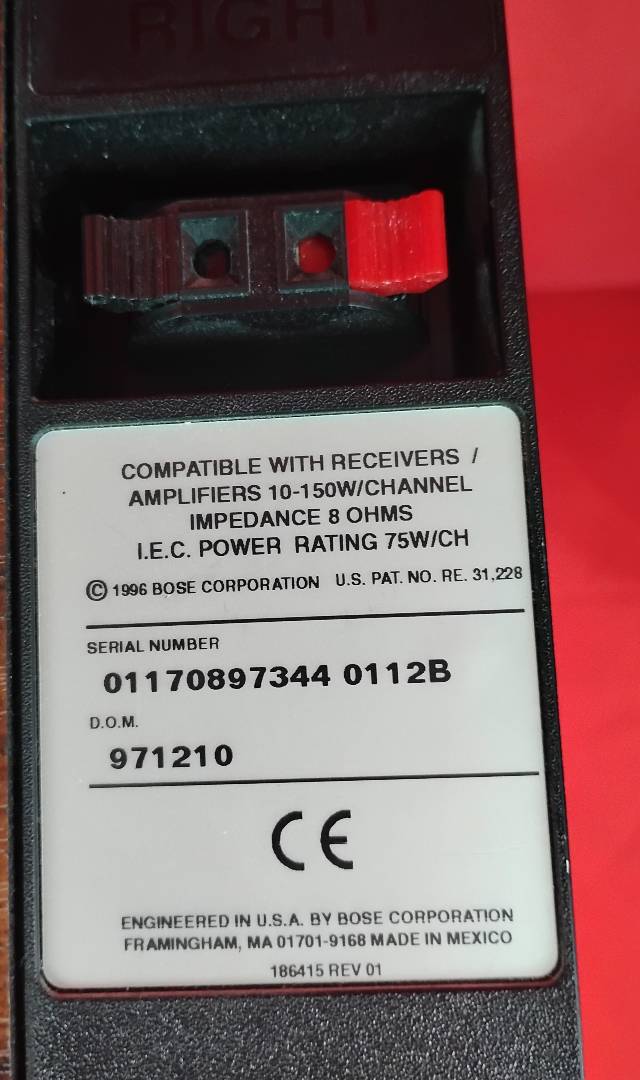 RIGHT
COMPATIBLE WITH RECEIVERS /
AMPLIFIERS 10-150W/CHANNEL
IMPEDANCE 8 OHMS
I.E.C. POWER RATING 75W/CH
© 1996 BOSE CORPORATION U.S. PAT. NO. RE. 31,228
SERIAL NUMBER
01170897344 0112B
D.O.M.
971210
CE
ENGINEERED IN U.S.A. BY BOSE CORPORATION
FRAMINGHAM, MA 01701-9168 MADE IN MEXICO
186415 REV 01